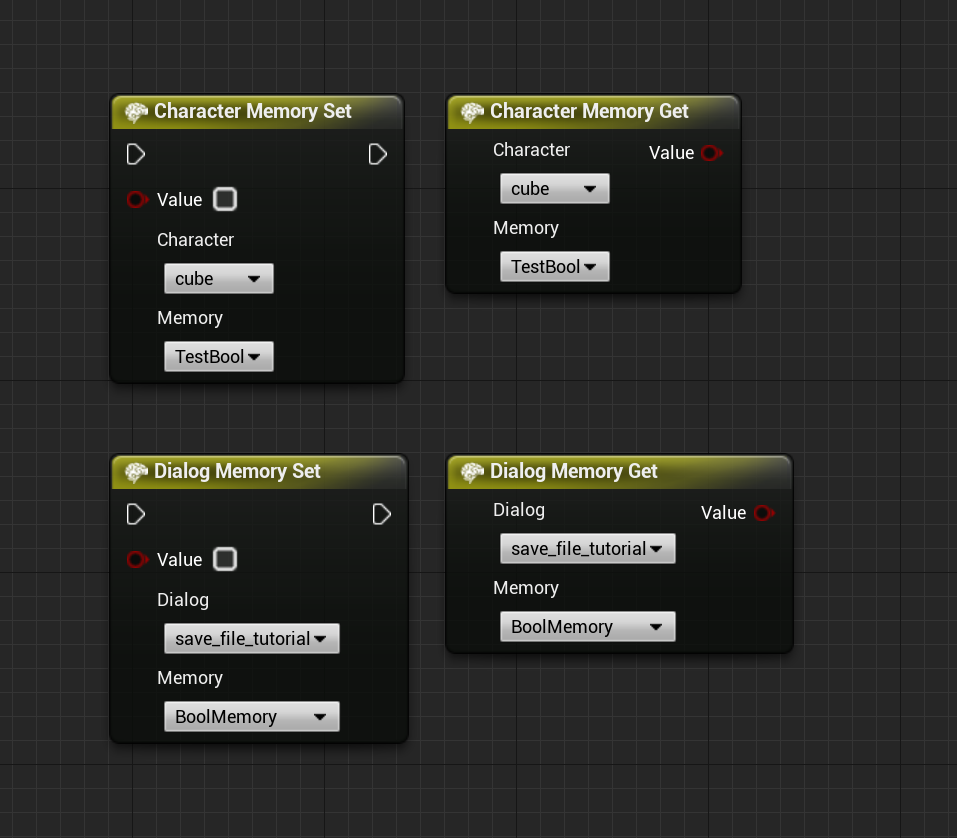 Character Memory Set
Value
Character
cube
Memory
TestBool
Character Memory Get
Character
Value
cube
Memory
TestBool
Dialog Memory Set
Value
Dialog
save_file_tutorial
Memory
BoolMemory
Dialog Memory Get
Dialog
Value
save_file_tutorial
Memory
BoolMemory